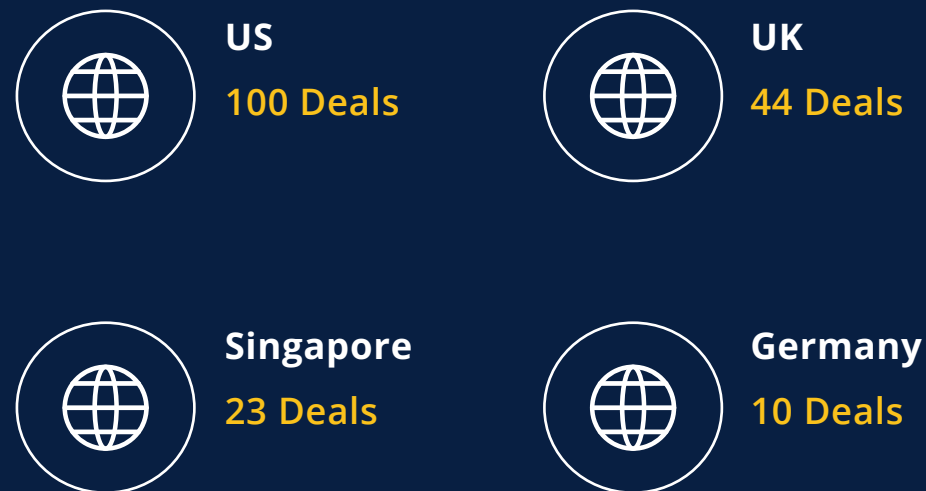 US
100 Deals
UK
44 Deals
Singapore
23 Deals
Germany
10 Deals